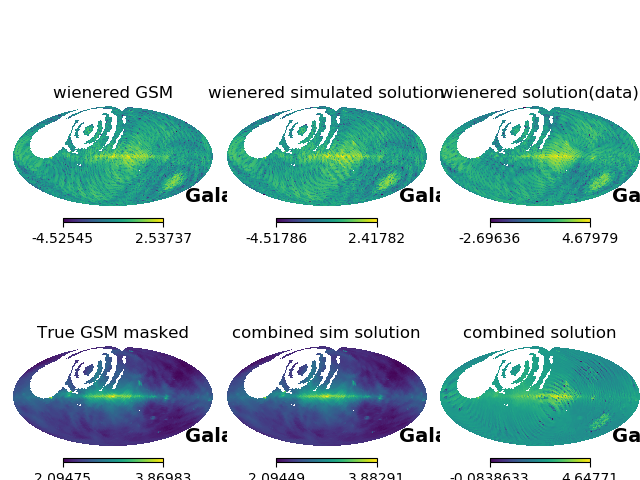 wienered GSM wienered simulated solution wienered solution(data)
Gala Gala Ga
-4.52545 2.53737 -4.51786 2.41782 -2.69636 4.67979
True GSM masked combined sim solution combined solution
Gala Gala Ga
2.09475 3.86983 2.09449 3.88291 -0.0838633 4.64771